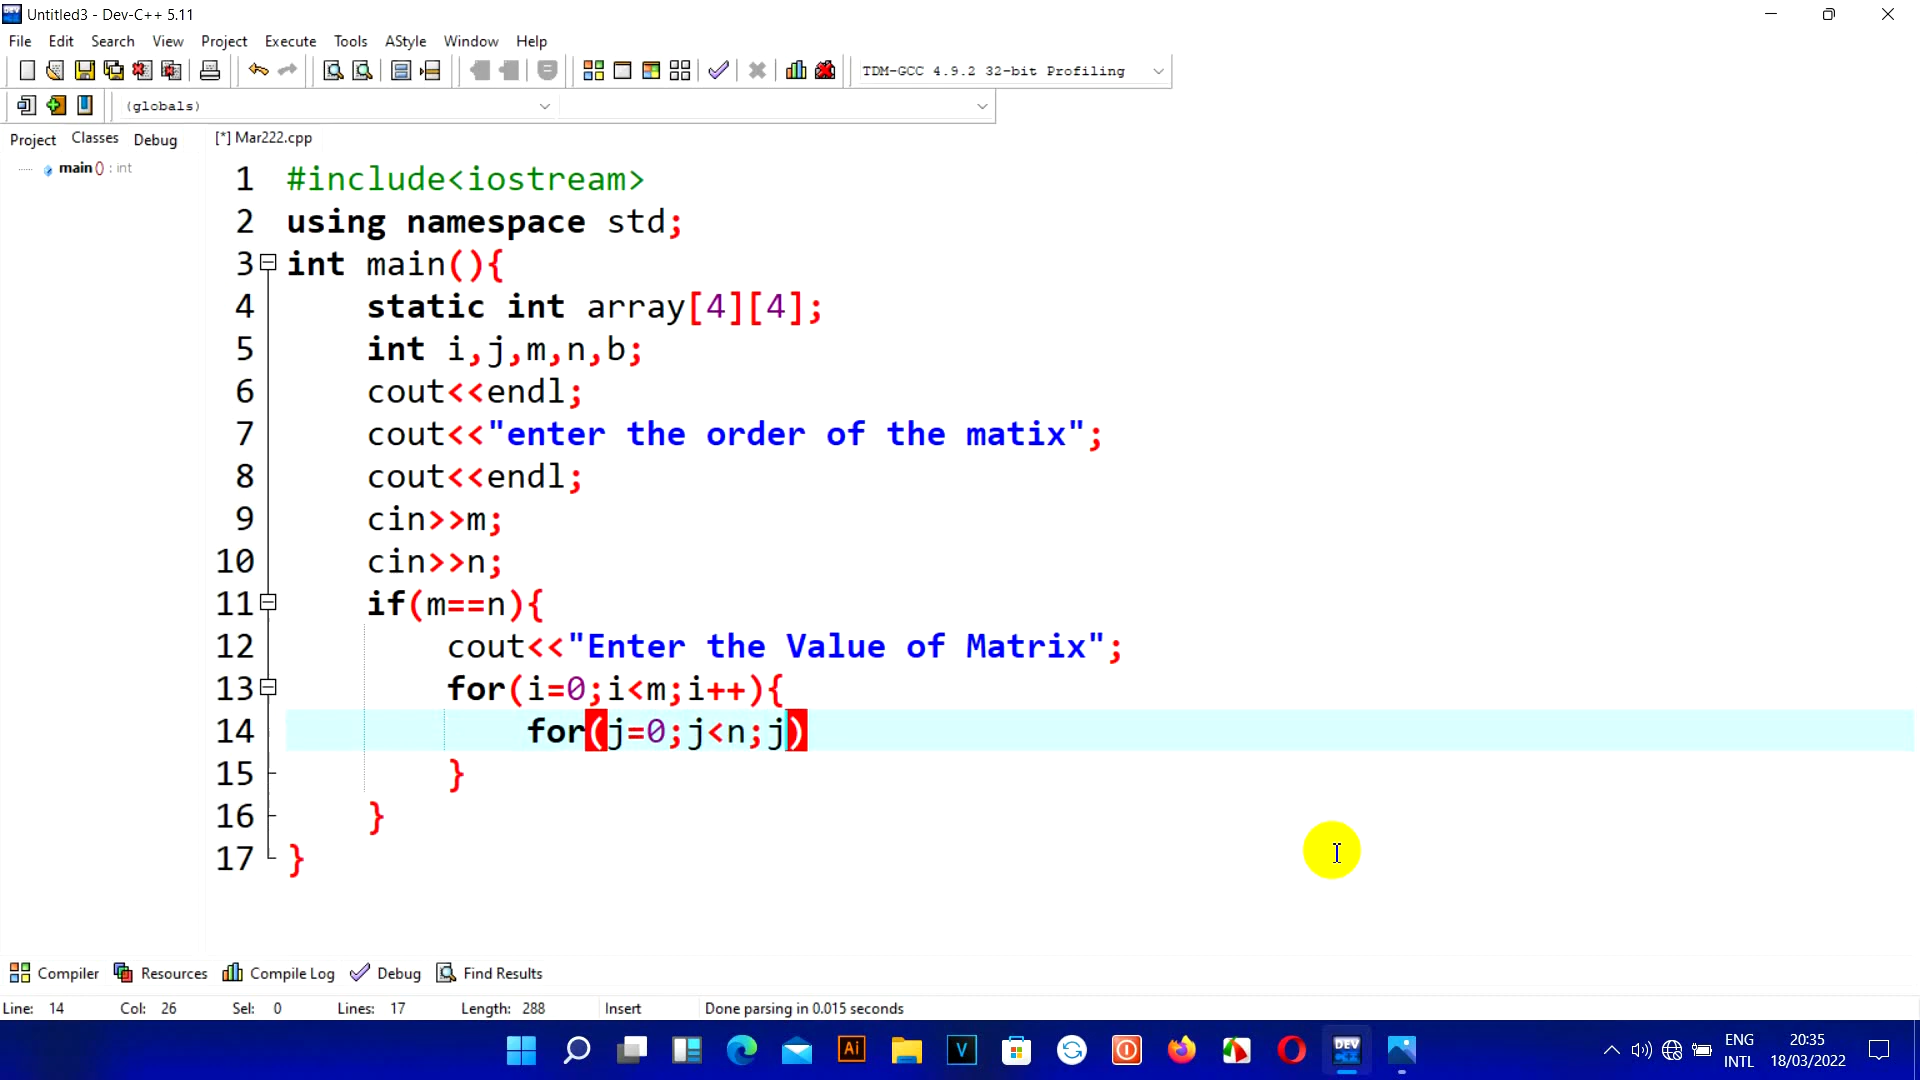 Untitled3 - Dev-C++ 5.11
File Edit Search View Project Execute Tools AStyle Window Help
TDM-GCC 4.9.2 32-bit Profiling
(globals)
Project Classes Debug [*] Mar222.cpp
main () : int
1 #include<iostream>
2 using namespace std;
3 int main(){
4 static int array[4][4];
5 int i,j,m,n,b;
6 cout<<endl;
7 cout<<"enter the order of the matix";
8 cout<<endl;
9 cin>>m;
10 cin>>n;
11 if(m==n){
12 cout<<"Enter the Value of Matrix";
13 for(i=0;i<m;i++){
14 for(j=0;j<n;j)
15 }
16 }
17 }
Compiler Resources Compile Log Debug Find Results
Line: 14 Col: 26 Sel: 0 Lines: 17 Length: 288 Insert Done parsing in 0.015 seconds
Ai V DEV C++ ENG 20:35
INTL 18/03/2022